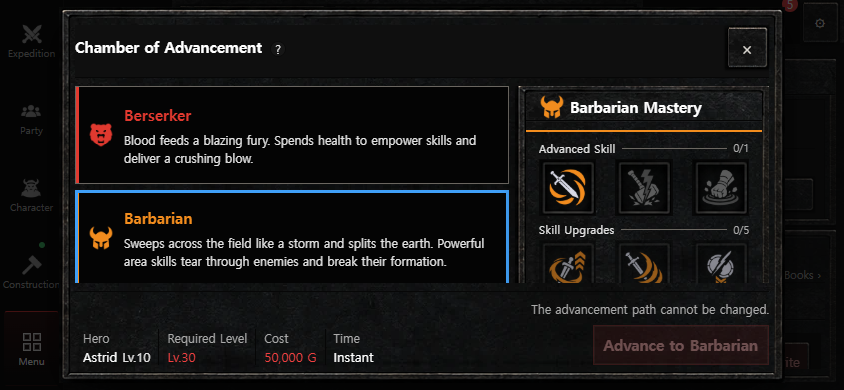 5
Expedition
Party
Character
Construction
Menu
Chamber of Advancement ?
Berserker
Blood feeds a blazing fury. Spends health to empower skills and
deliver a crushing blow.
Barbarian
Sweeps across the field like a storm and splits the earth. Powerful
area skills tear through enemies and break their formation.
Barbarian Mastery
Advanced Skill 0/1
Skill Upgrades 0/5
Books ›
The advancement path cannot be changed.
Hero
Astrid Lv.10
Required Level
Lv.30
Cost
50,000 G
Time
Instant
Advance to Barbarian
ite